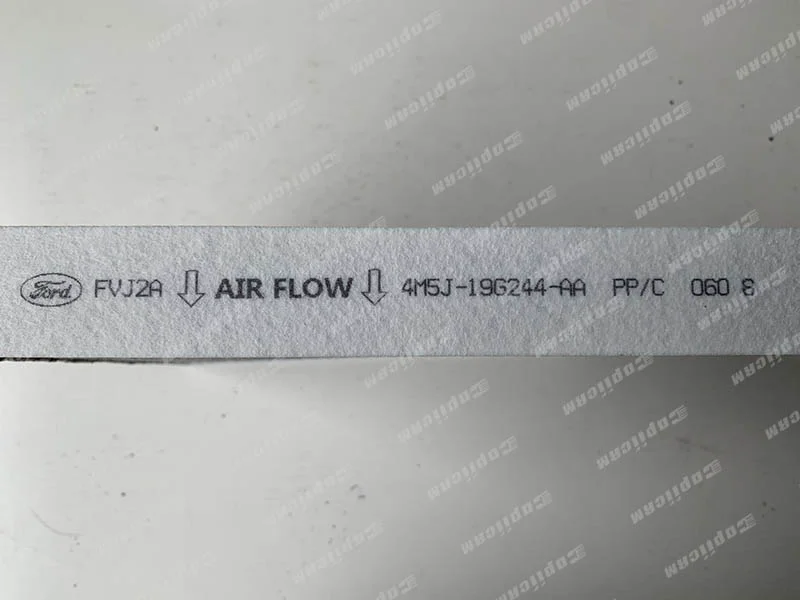 Ford FVJ2A ⇩ AIR FLOW ⇩ 4M5J-19G244-AA PP/C 060 8